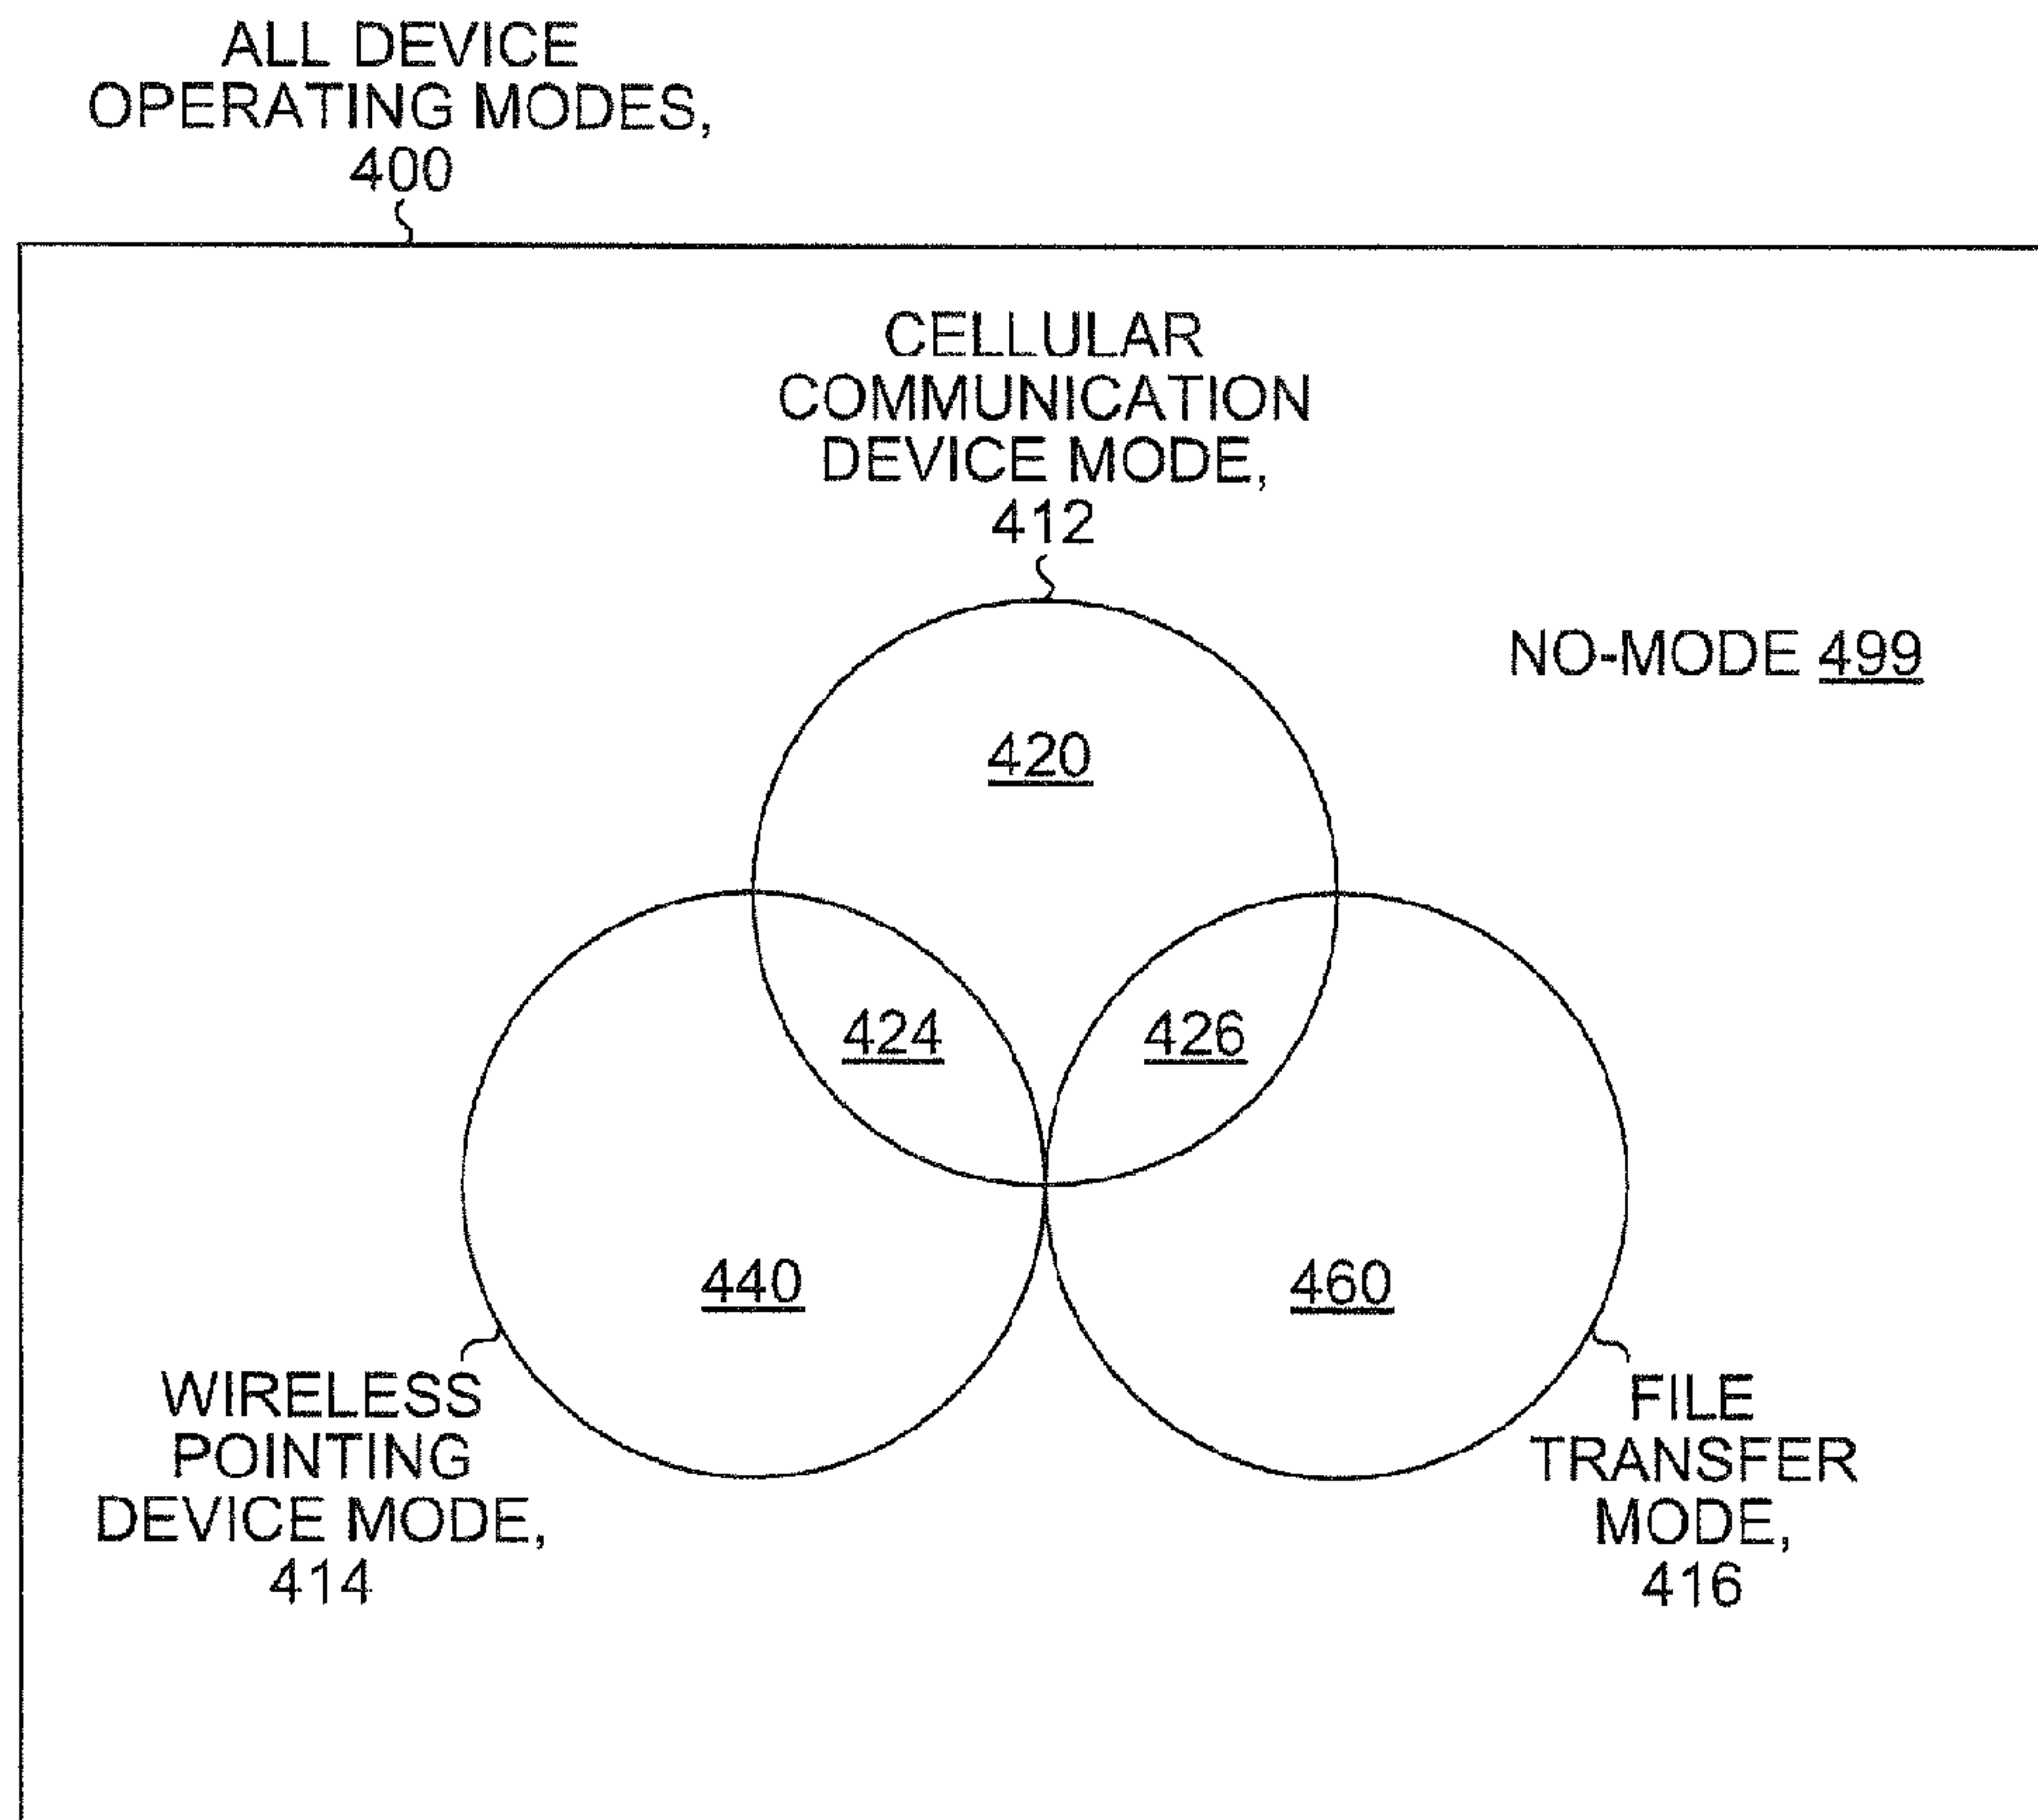 ALL DEVICE
OPERATING MODES,
400
CELLULAR
COMMUNICATION
DEVICE MODE,
412
NO-MODE 499
420
424
426
440
460
WIRELESS
POINTING
DEVICE MODE,
414
FILE
TRANSFER
MODE,
416